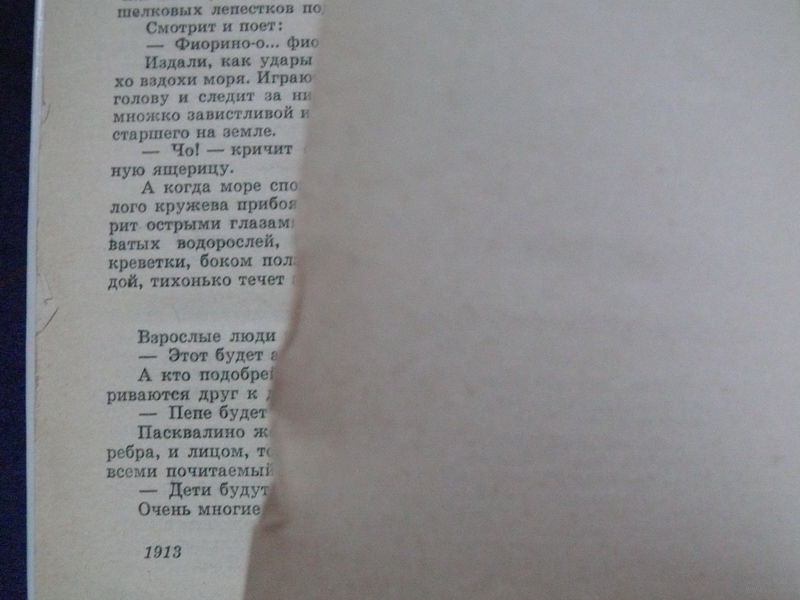 шелковых лепестков
Смотрит и поет:
— Фиорино-о... фио
Издали, как удары
хо вздохи моря. Играю
голову и следит за ни
множко завистливой и
старшего на земле.
— Чо! — кричит
ную ящерицу.
А когда море спо
лого кружева прибоя
рит острыми глазам
ватых водорослей,
креветки, боком пол
дой, тихонько течет
Взрослые люди
— Этот будет а
А кто подобрей
риваются друг к д
— Пепе будет
Пасквалино ж
ребра, и лицом, то
всеми почитаемый
— Дети будут
Очень многие
1913